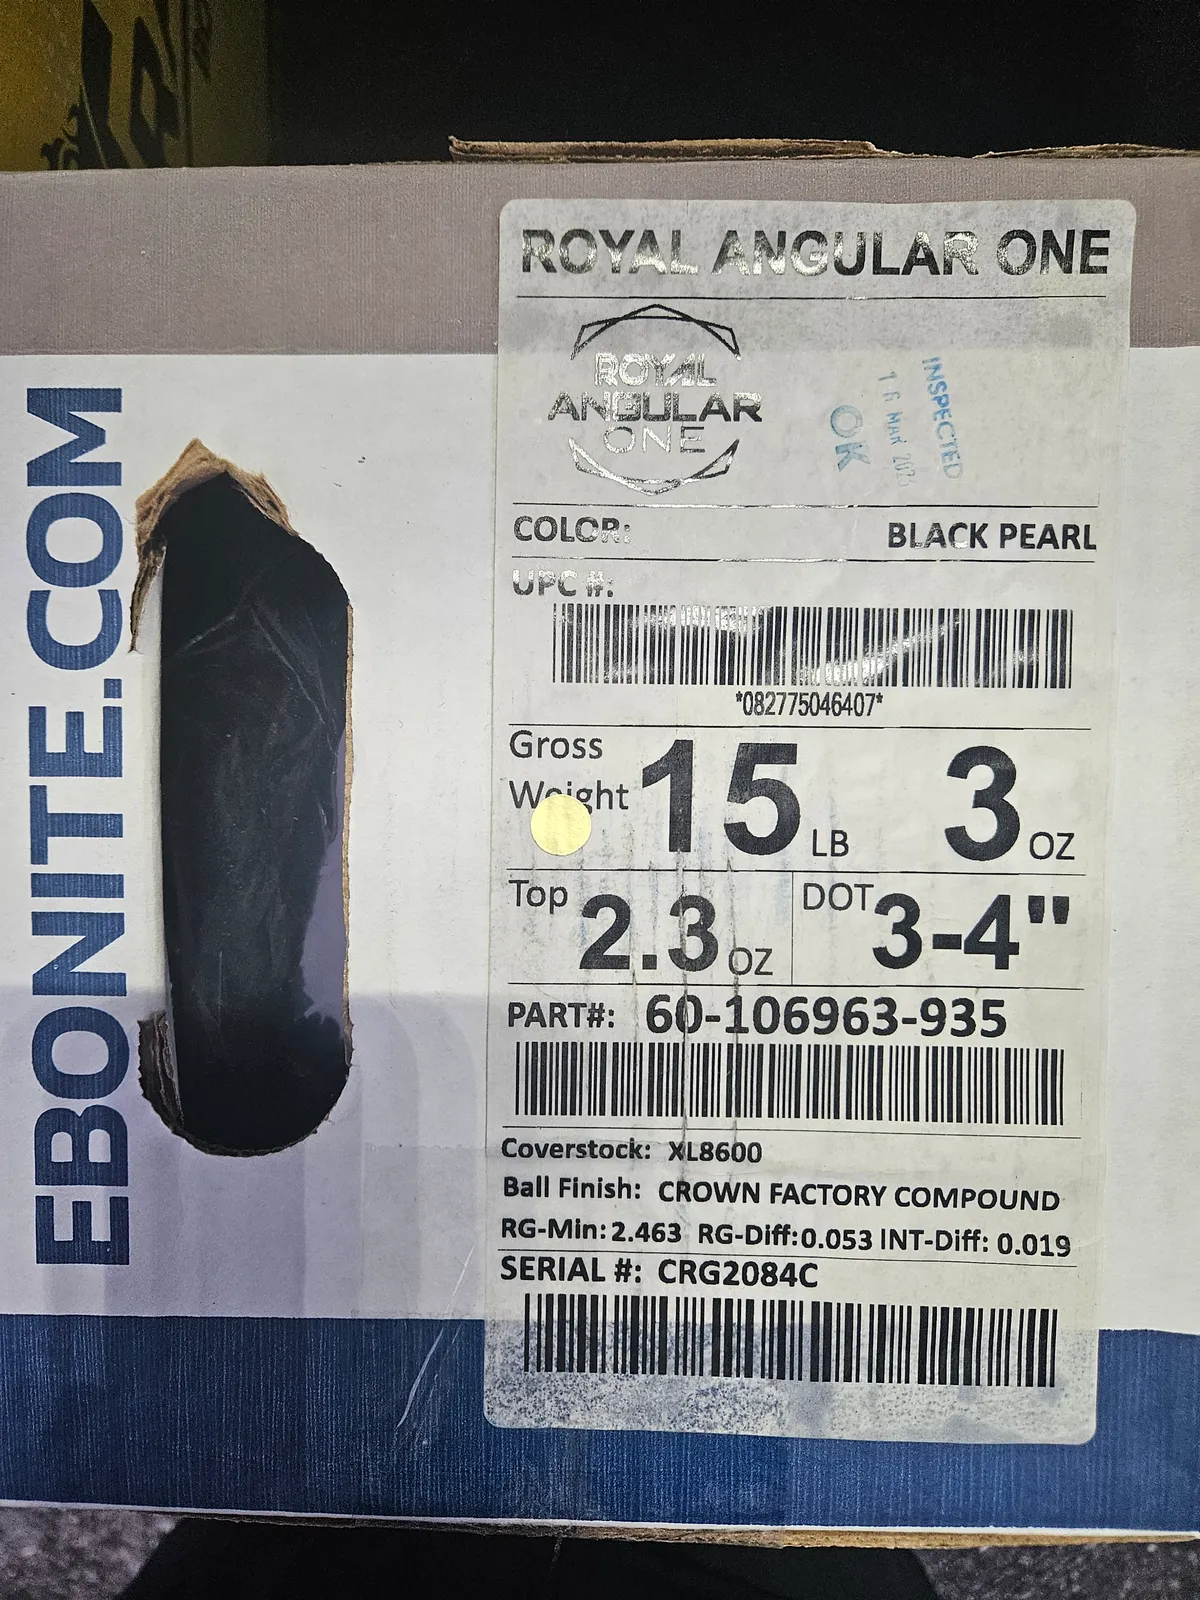 EBONITE.COM
ROYAL ANGULAR ONE
ROYAL
ANGULAR
ONE
INSPECTED
16 MAR
OK
COLOR: BLACK PEARL
UPC #:
*082775046407*
Gross
Weight 15 LB 3 OZ
Top 2.3 OZ DOT 3-4"
PART#: 60-106963-935
Coverstock: XL8600
Ball Finish: CROWN FACTORY COMPOUND
RG-Min: 2.463 RG-Diff: 0.053 INT-Diff: 0.019
SERIAL #: CRG2084C